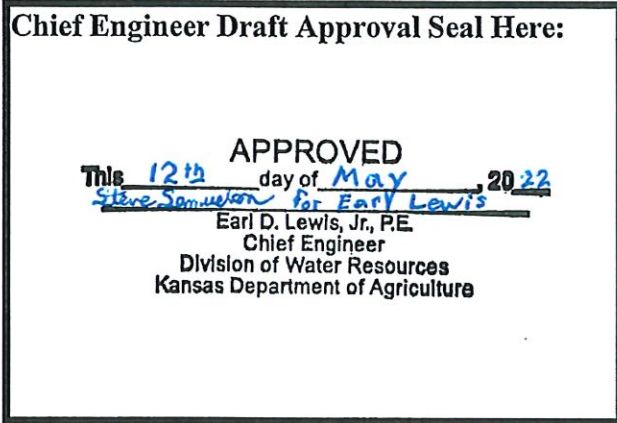 Chief Engineer Draft Approval Seal Here:
APPROVED
This 12th day of May, 2022
Steve Samuelson for Earl Lewis
Earl D. Lewis, Jr., P.E.
Chief Engineer
Division of Water Resources
Kansas Department of Agriculture